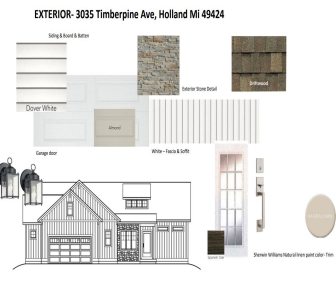 EXTERIOR- 3035 Timberpine Ave, Holland Mi 49424
Siding & Board & Batten
Dover White
Exterior Stone Detail
Driftwood
Almond
Garage door
White – Fascia & Soffit
Sherwin Williams Natural linen paint color- Trim